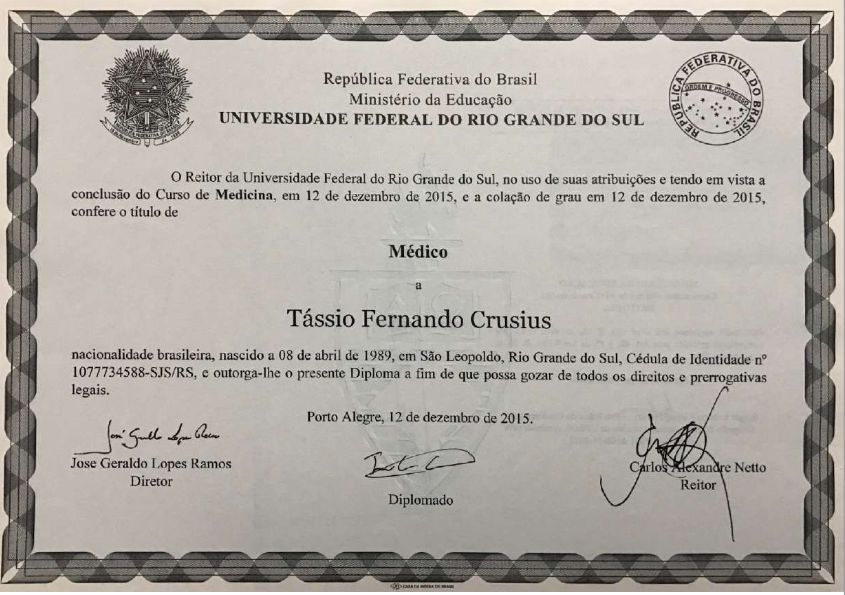 República Federativa do Brasil
Ministério da Educação
UNIVERSIDADE FEDERAL DO RIO GRANDE DO SUL
REPÚBLICA FEDERATIVA DO BRASIL
ORDEM E PROGRESSO
O Reitor da Universidade Federal do Rio Grande do Sul, no uso de suas atribuições e tendo em vista a
conclusão do Curso de Medicina, em 12 de dezembro de 2015, e a colação de grau em 12 de dezembro de 2015,
confere o título de
Médico
a
Tássio Fernando Crusius
nacionalidade brasileira, nascido a 08 de abril de 1989, em São Leopoldo, Rio Grande do Sul, Cédula de Identidade nº
1077734588-SJS/RS, e outorga-lhe o presente Diploma a fim de que possa gozar de todos os direitos e prerrogativas
legais.
Porto Alegre, 12 de dezembro de 2015.
Jose Geraldo Lopes Ramos
Diretor
Diplomado
Carlos Alexandre Netto
Reitor
CASA DA MOEDA DO BRASIL